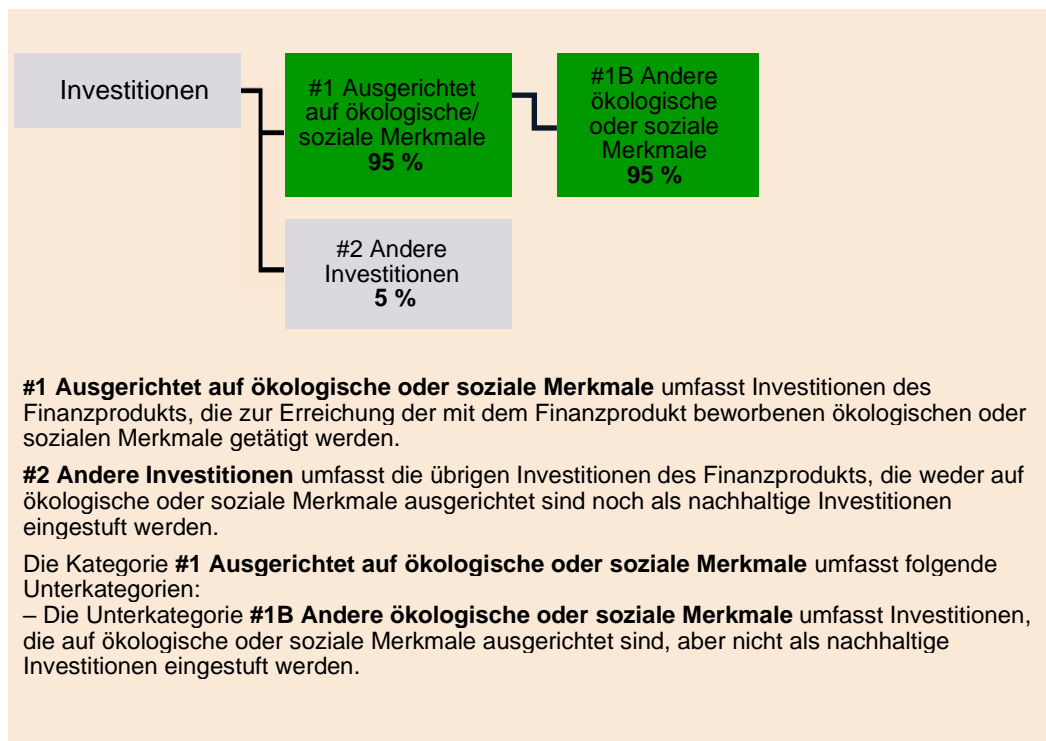 Investitionen
#1 Ausgerichtet
auf ökologische/
soziale Merkmale
95 %
#1B Andere
ökologische
oder soziale
Merkmale
95 %
#2 Andere
Investitionen
5 %
#1 Ausgerichtet auf ökologische oder soziale Merkmale umfasst Investitionen des
Finanzprodukts, die zur Erreichung der mit dem Finanzprodukt beworbenen ökologischen oder
sozialen Merkmale getätigt werden.
#2 Andere Investitionen umfasst die übrigen Investitionen des Finanzprodukts, die weder auf
ökologische oder soziale Merkmale ausgerichtet sind noch als nachhaltige Investitionen
eingestuft werden.
Die Kategorie #1 Ausgerichtet auf ökologische oder soziale Merkmale umfasst folgende
Unterkategorien:
– Die Unterkategorie #1B Andere ökologische oder soziale Merkmale umfasst Investitionen,
die auf ökologische oder soziale Merkmale ausgerichtet sind, aber nicht als nachhaltige
Investitionen eingestuft werden.